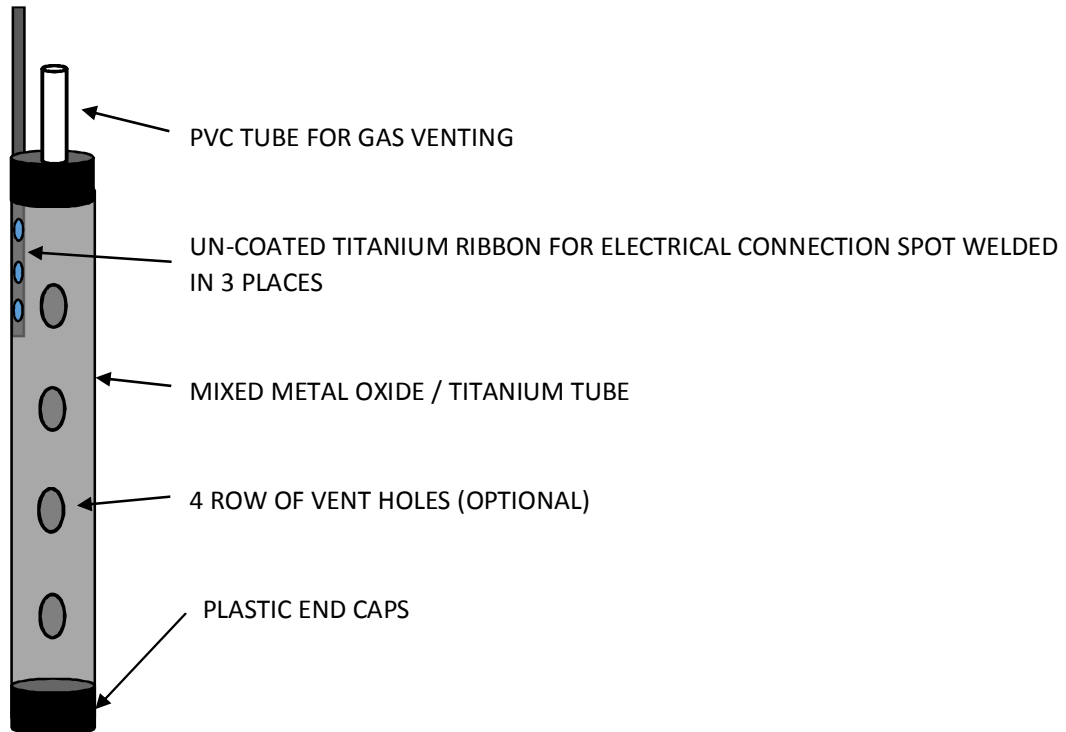 PVC TUBE FOR GAS VENTING
UN-COATED TITANIUM RIBBON FOR ELECTRICAL CONNECTION SPOT WELDED
IN 3 PLACES
MIXED METAL OXIDE / TITANIUM TUBE
4 ROW OF VENT HOLES (OPTIONAL)
PLASTIC END CAPS